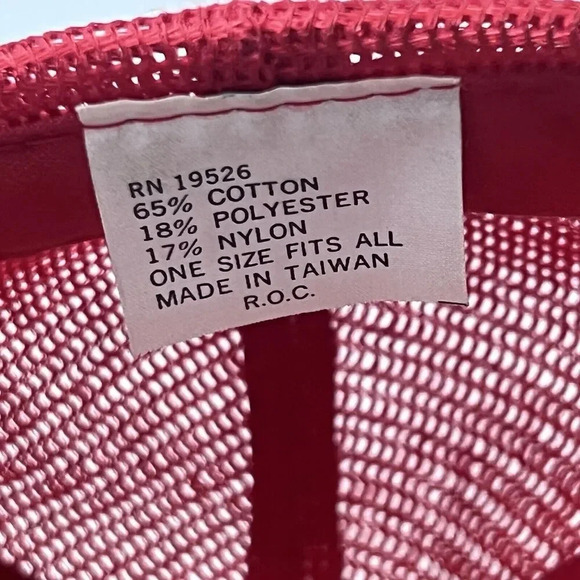 RN 19526
65% COTTON
18% POLYESTER
17% NYLON
ONE SIZE FITS ALL
MADE IN TAIWAN
R.O.C.